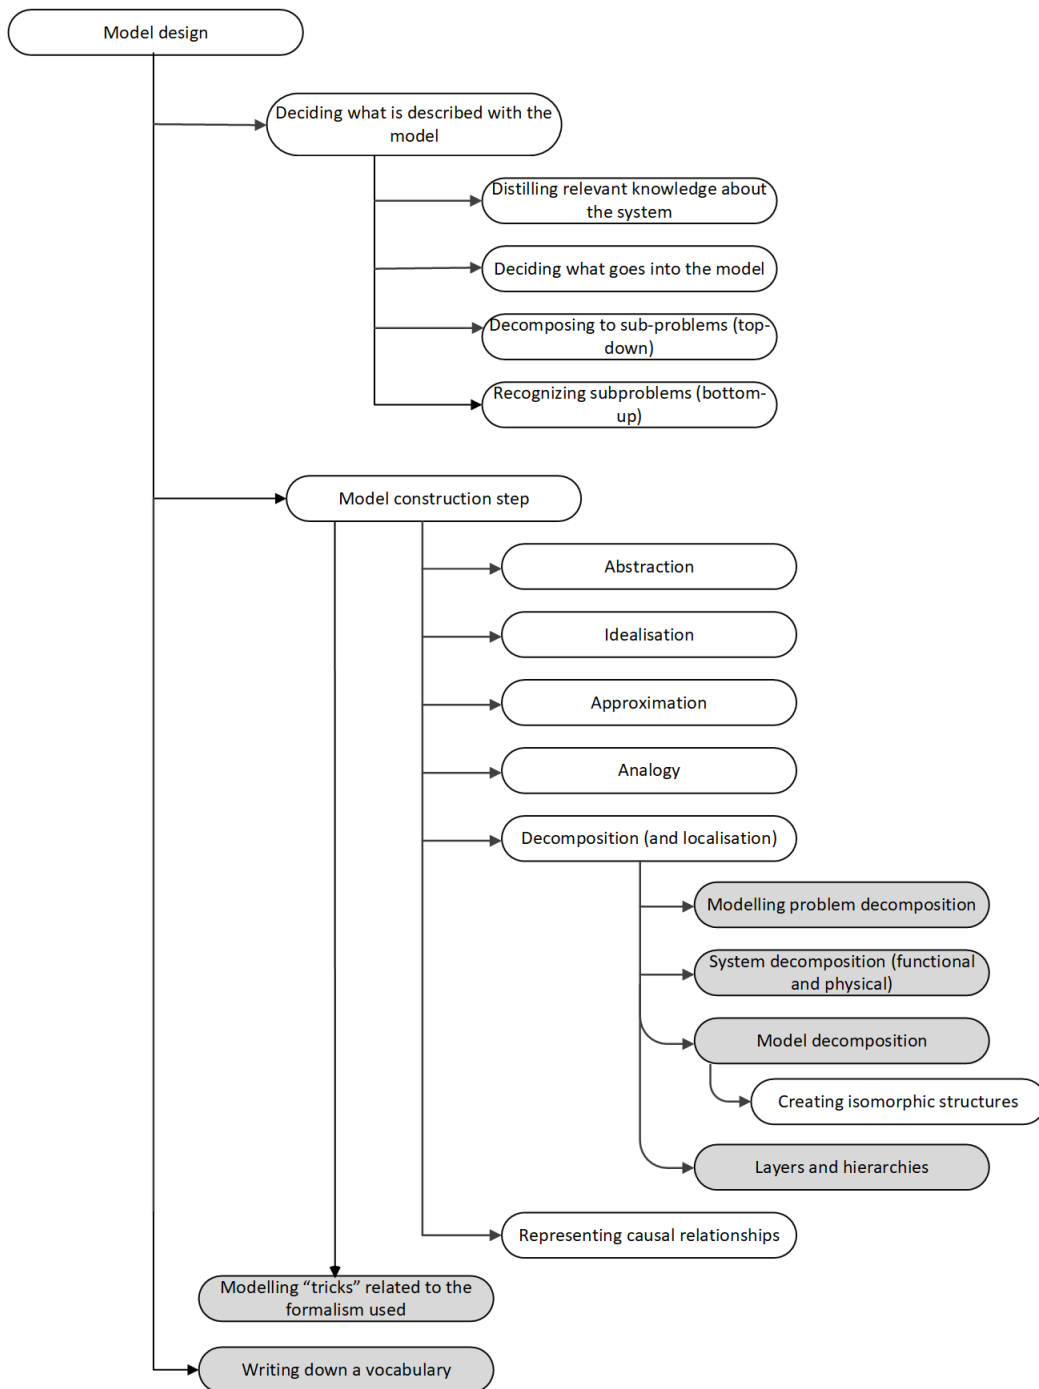 Model design
Deciding what is described with the
model
Distilling relevant knowledge about
the system
Deciding what goes into the model
Decomposing to sub-problems (top-
down)
Recognizing subproblems (bottom-
up)
Model construction step
Abstraction
Idealisation
Approximation
Analogy
Decomposition (and localisation)
Modelling problem decomposition
System decomposition (functional
and physical)
Model decomposition
Creating isomorphic structures
Layers and hierarchies
Representing causal relationships
Modelling “tricks” related to the
formalism used
Writing down a vocabulary